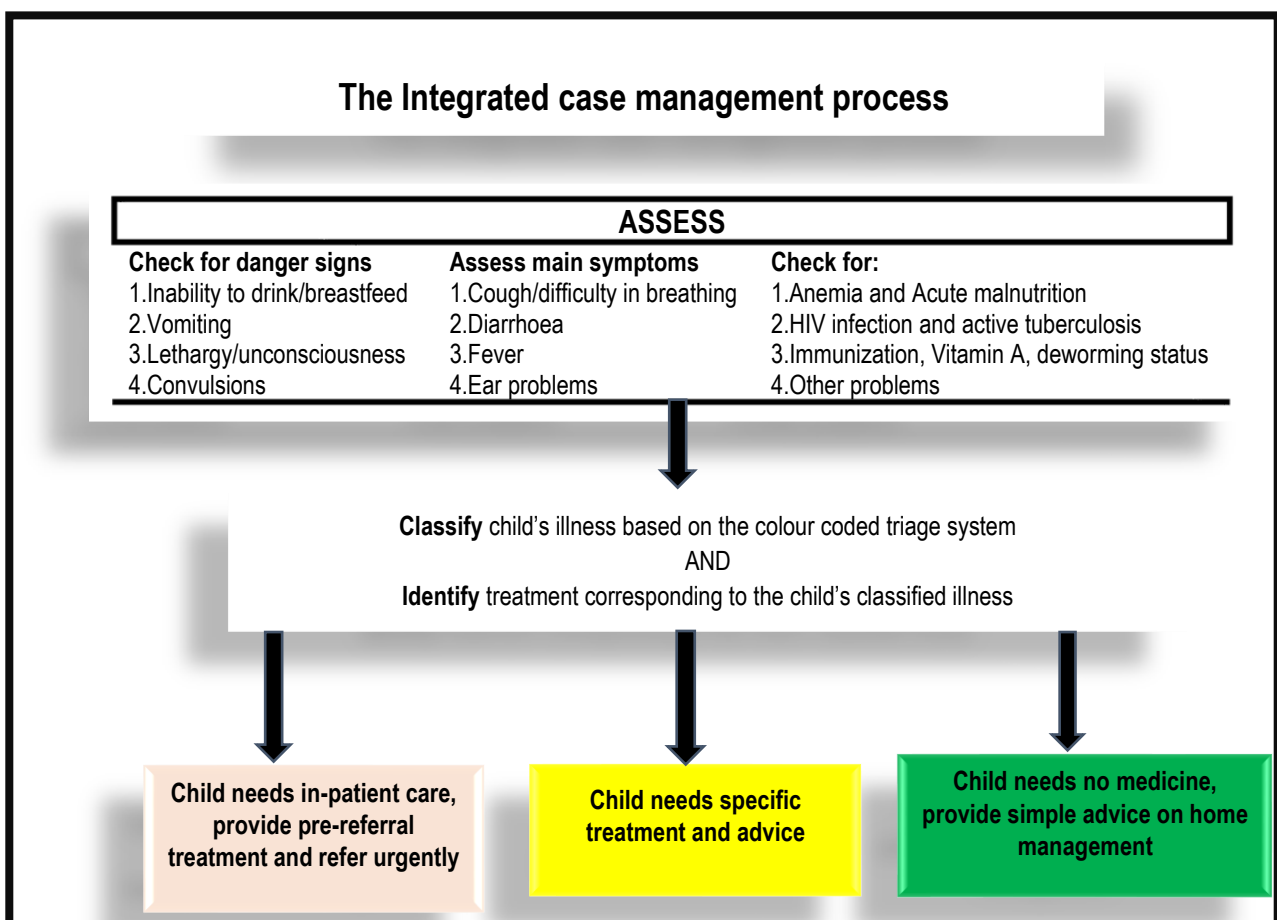 The Integrated case management process
ASSESS
Check for danger signs
1.Inability to drink/breastfeed
2.Vomiting
3.Lethargy/unconsciousness
4.Convulsions
Assess main symptoms
1.Cough/difficulty in breathing
2.Diarrhoea
3.Fever
4.Ear problems
Check for:
1.Anemia and Acute malnutrition
2.HIV infection and active tuberculosis
3.Immunization, Vitamin A, deworming status
4.Other problems
Classify child’s illness based on the colour coded triage system
AND
Identify treatment corresponding to the child’s classified illness
Child needs in-patient care,
provide pre-referral
treatment and refer urgently
Child needs specific
treatment and advice
Child needs no medicine,
provide simple advice on home
management